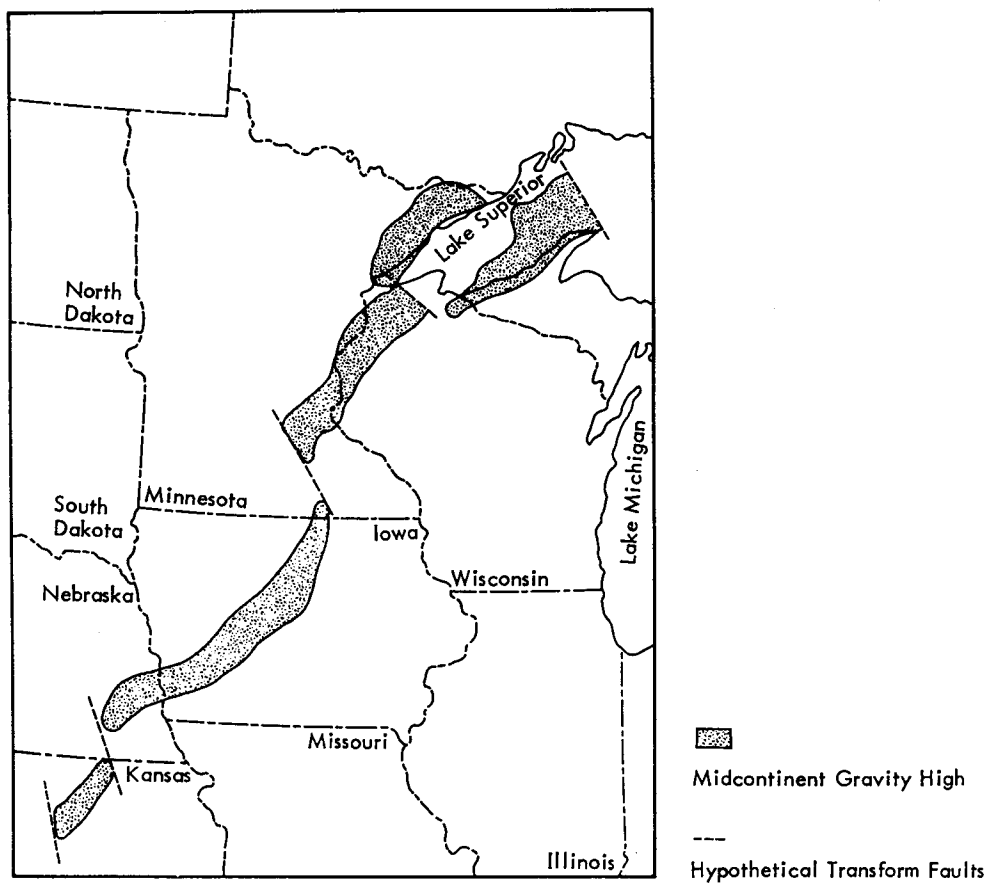 Lake Superior
North
Dakota
Lake Michigan
South
Dakota
Minnesota
Iowa
Nebraska
Wisconsin
Missouri
Kansas
Illinois
Midcontinent Gravity High
Hypothetical Transform Faults